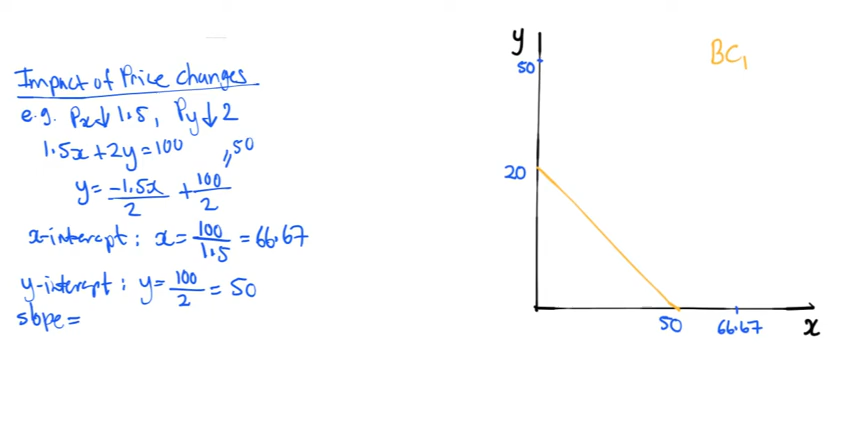 Impact of Price Changes
e.g. Px↓ 1.5, Py↓ 2
1.5x + 2y = 100
y = -1.5x/2 + 100/2 = 50
x-intercept: x = 100/1.5 = 66.67
y-intercept: y = 100/2 = 50
slope =
y
50
20
BC₁
50
66.67
x